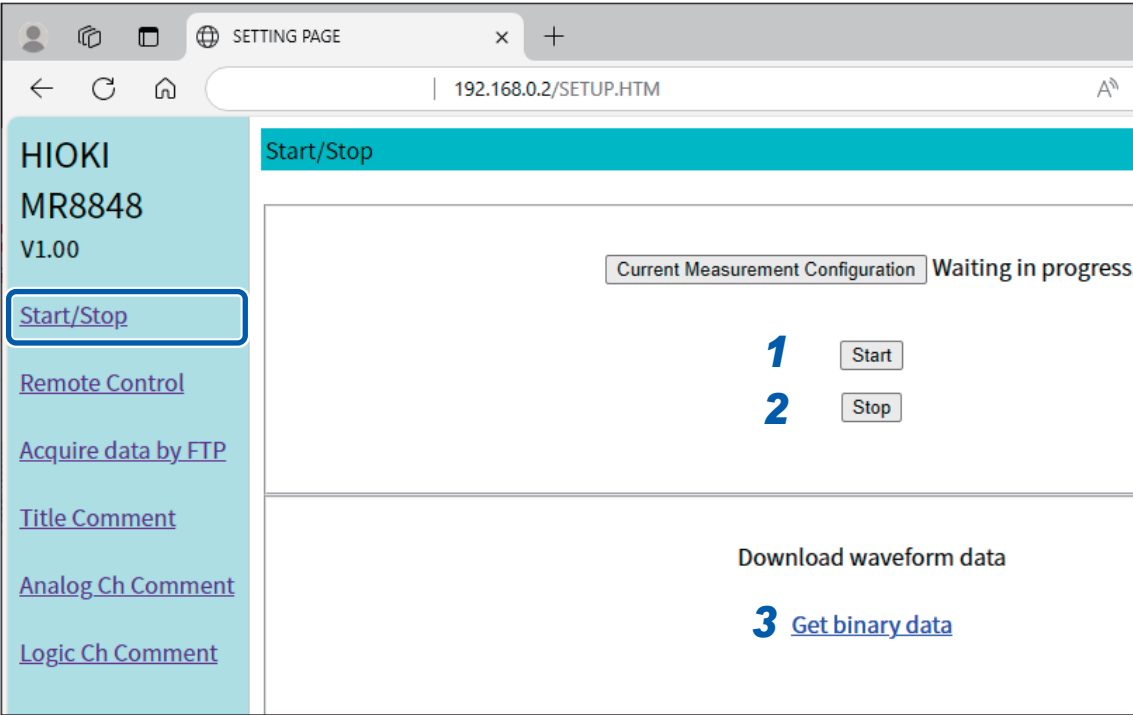 SETTING PAGE
192.168.0.2/SETUP.HTM
HIOKI
MR8848
V1.00
Start/Stop
Remote Control
Acquire data by FTP
Title Comment
Analog Ch Comment
Logic Ch Comment
Start/Stop
Current Measurement Configuration Waiting in progress.
1 Start
2 Stop
Download waveform data
3 Get binary data